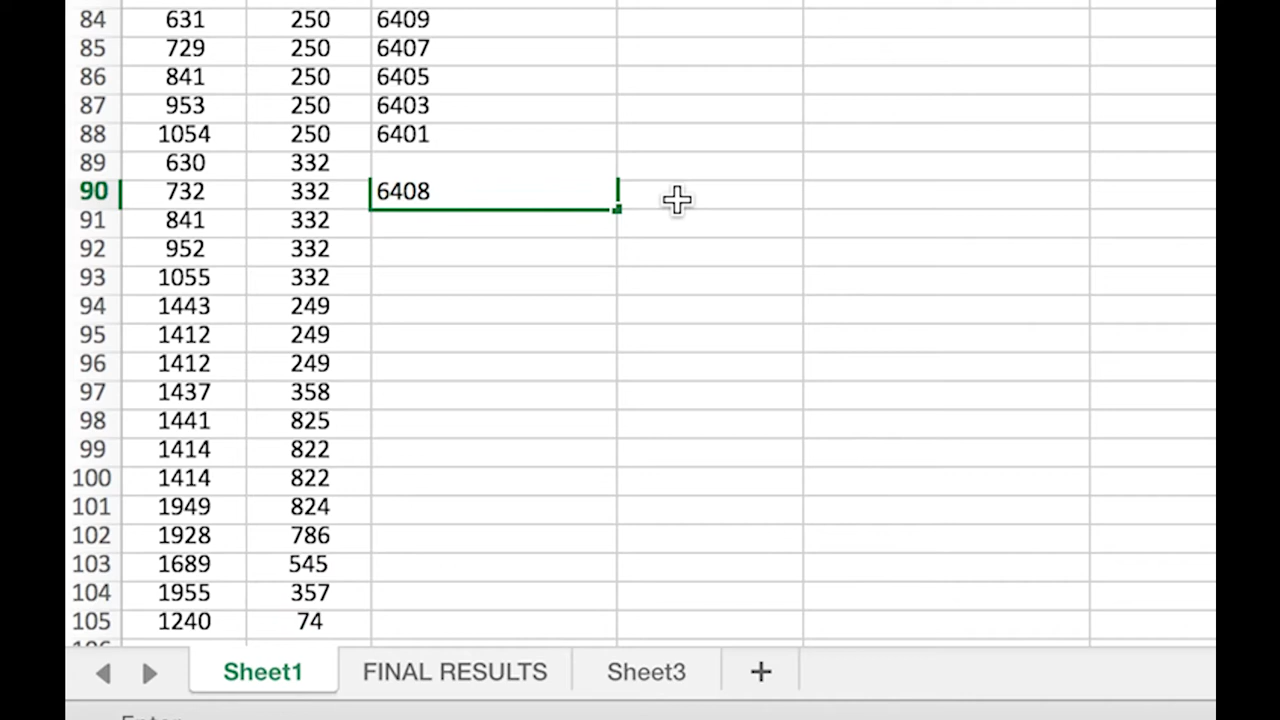 84 631 250 6409
85 729 250 6407
86 841 250 6405
87 953 250 6403
88 1054 250 6401
89 630 332
90 732 332 6408
91 841 332
92 952 332
93 1055 332
94 1443 249
95 1412 249
96 1412 249
97 1437 358
98 1441 825
99 1414 822
100 1414 822
101 1949 824
102 1928 786
103 1689 545
104 1955 357
105 1240 74
Sheet1 FINAL RESULTS Sheet3 +